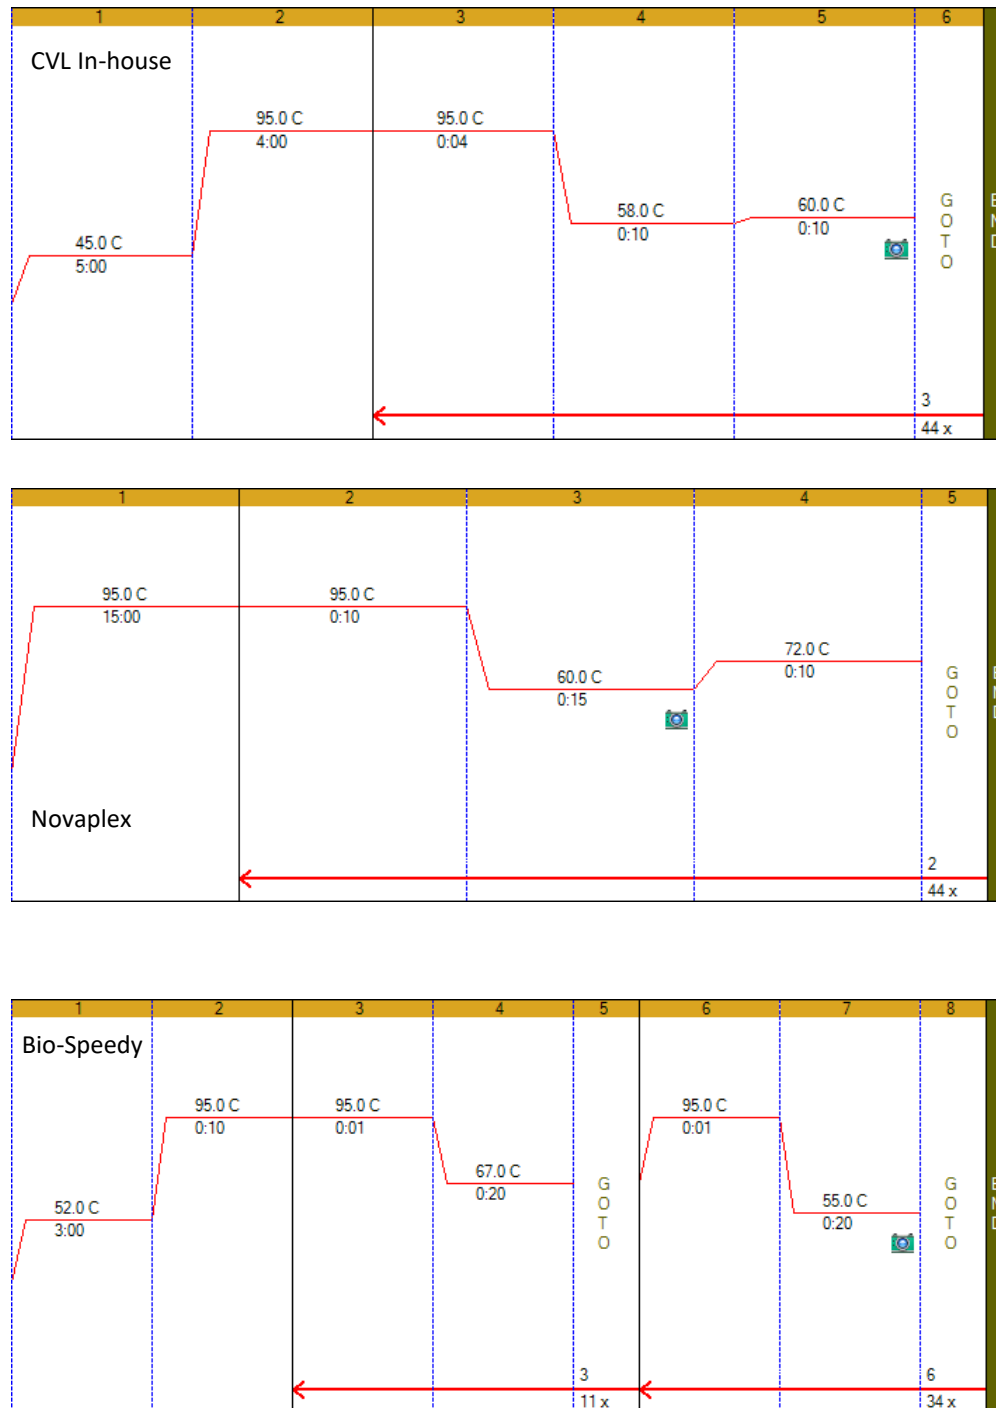 1 2 3 4 5 6
CVL In-house
95.0 C 95.0 C
4:00 0:04
58.0 C 60.0 C
0:10 0:10
45.0 C
5:00
GOTO
3
44 x
1 2 3 4 5
95.0 C 95.0 C
15:00 0:10
72.0 C
0:10
60.0 C
0:15
GOTO
Novaplex
2
44 x
1 2 3 4 5 6 7 8
Bio-Speedy
95.0 C 95.0 C 95.0 C
0:10 0:01 0:01
67.0 C
0:20
52.0 C 55.0 C
3:00 0:20
GOTO GOTO
3 6
11 x 34 x